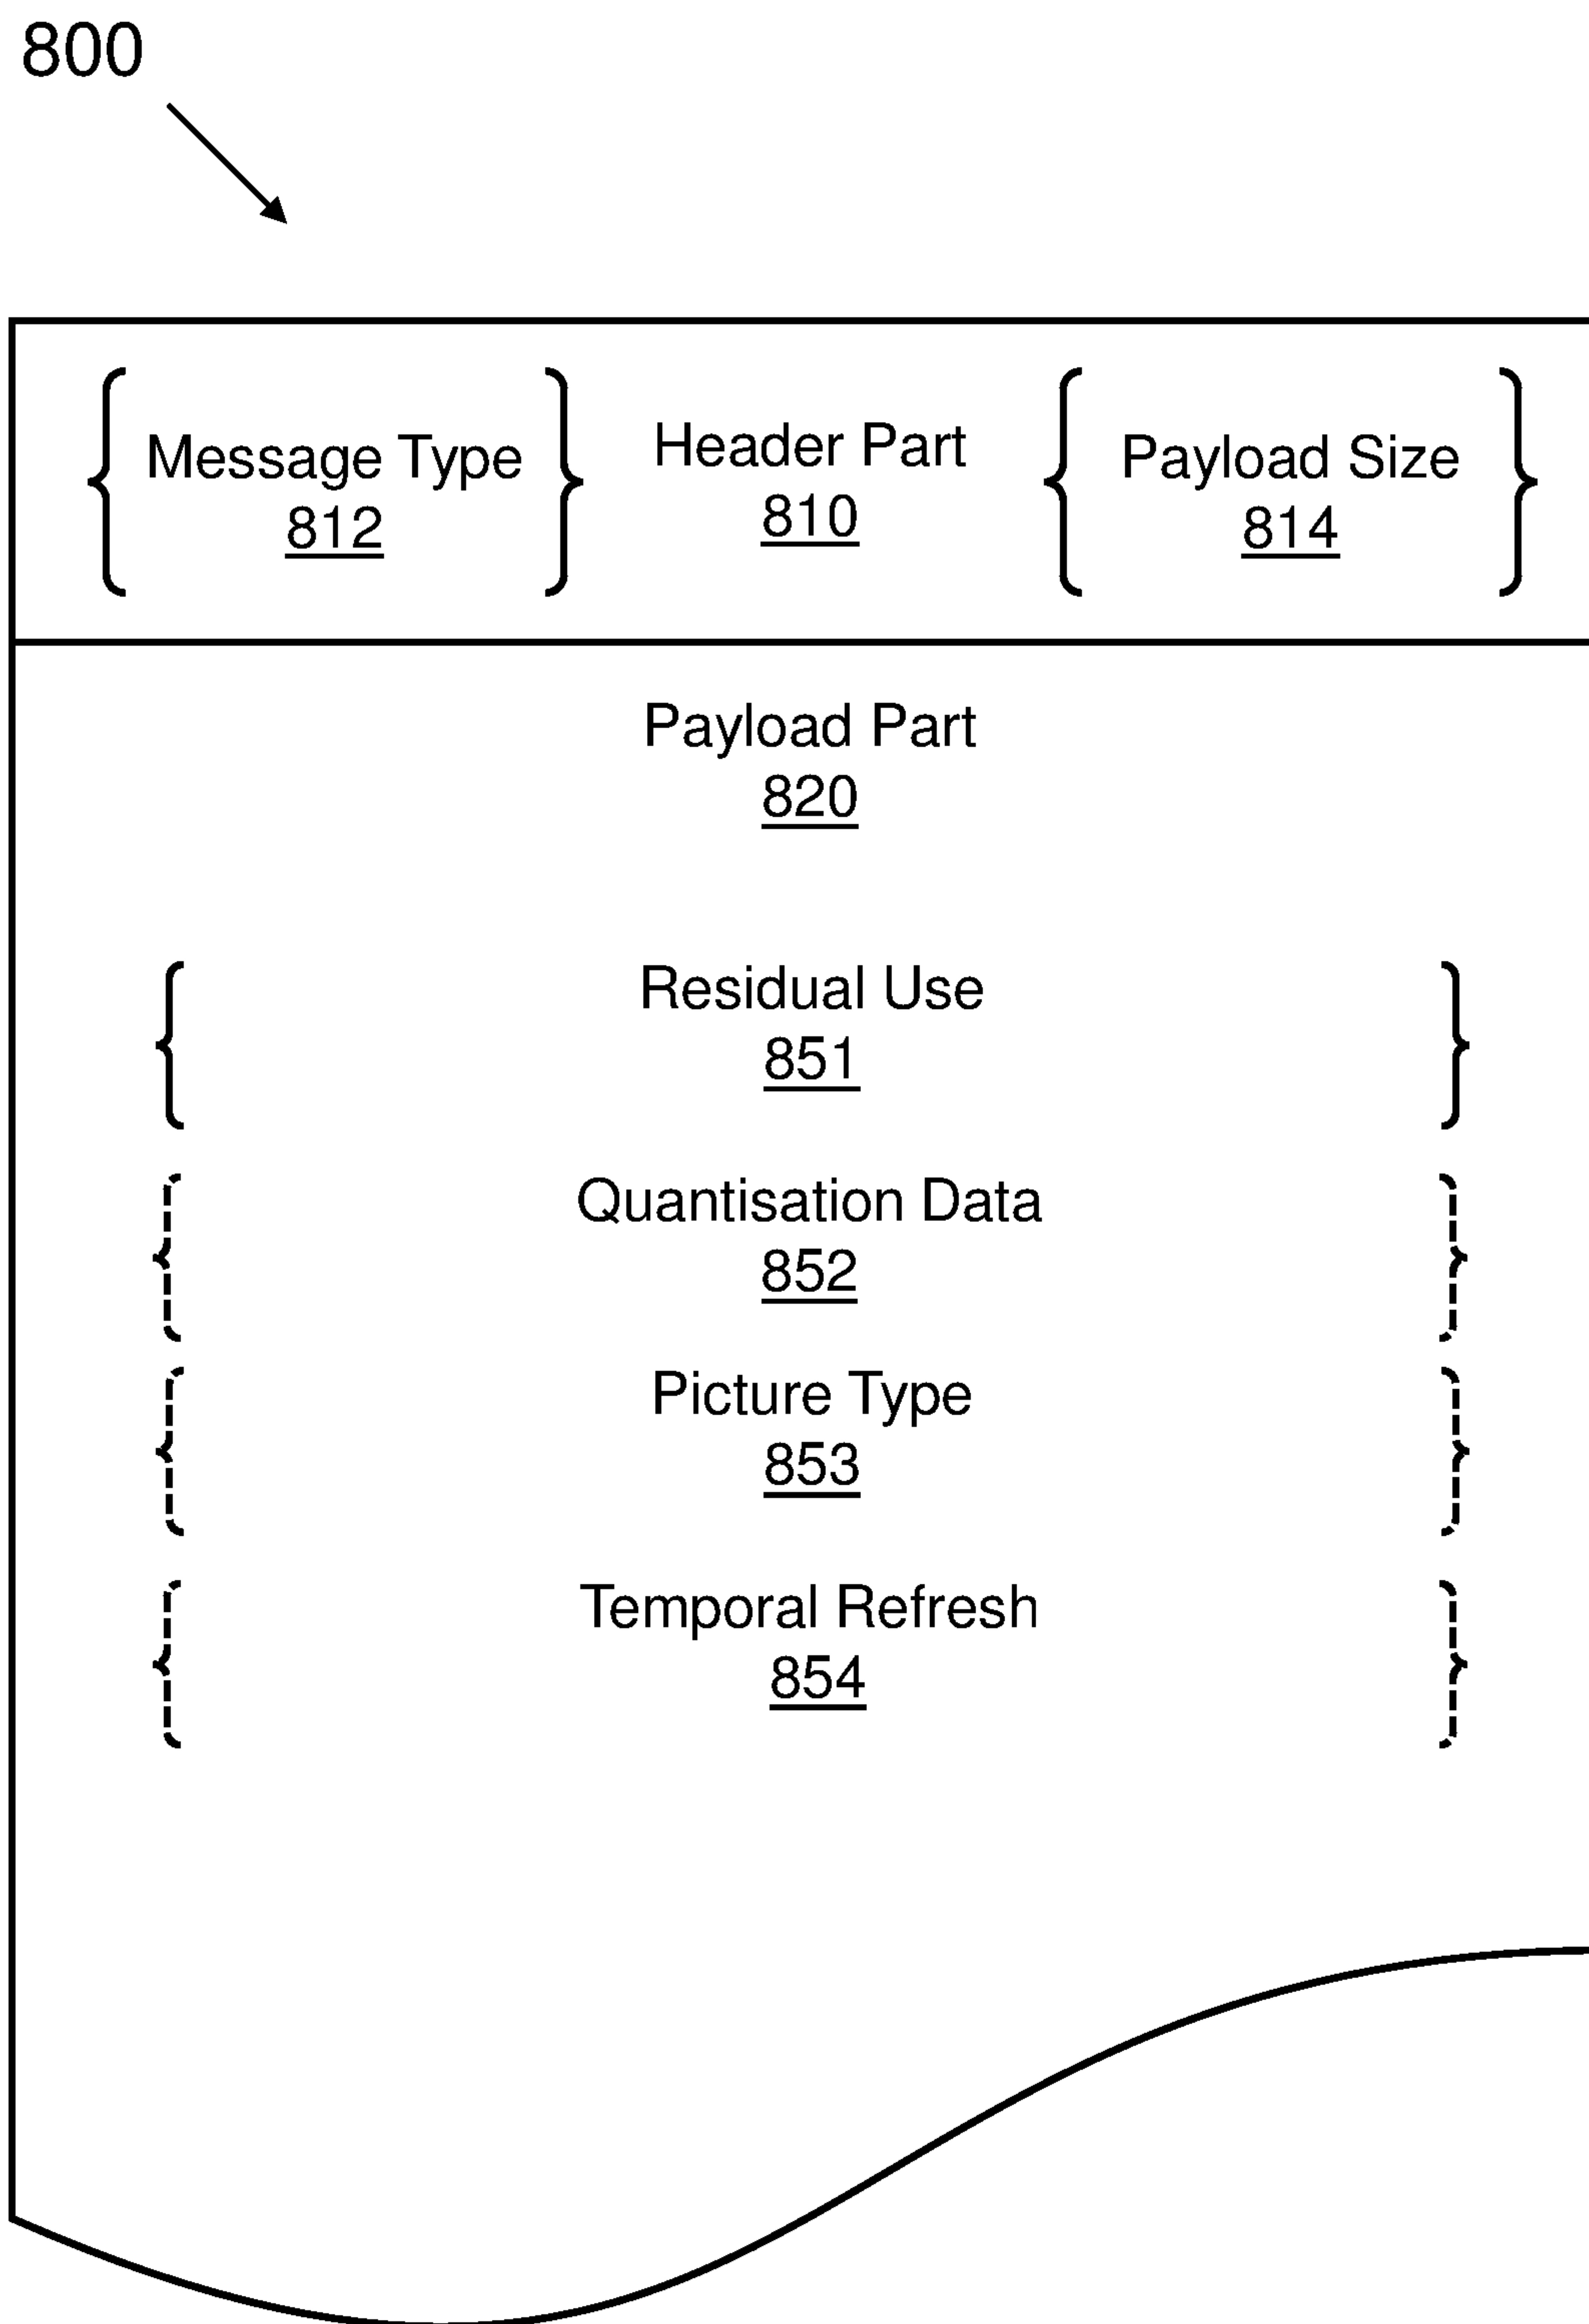 800
Message Type
812
Header Part
810
Payload Size
814
Payload Part
820
Residual Use
851
Quantisation Data
852
Picture Type
853
Temporal Refresh
854